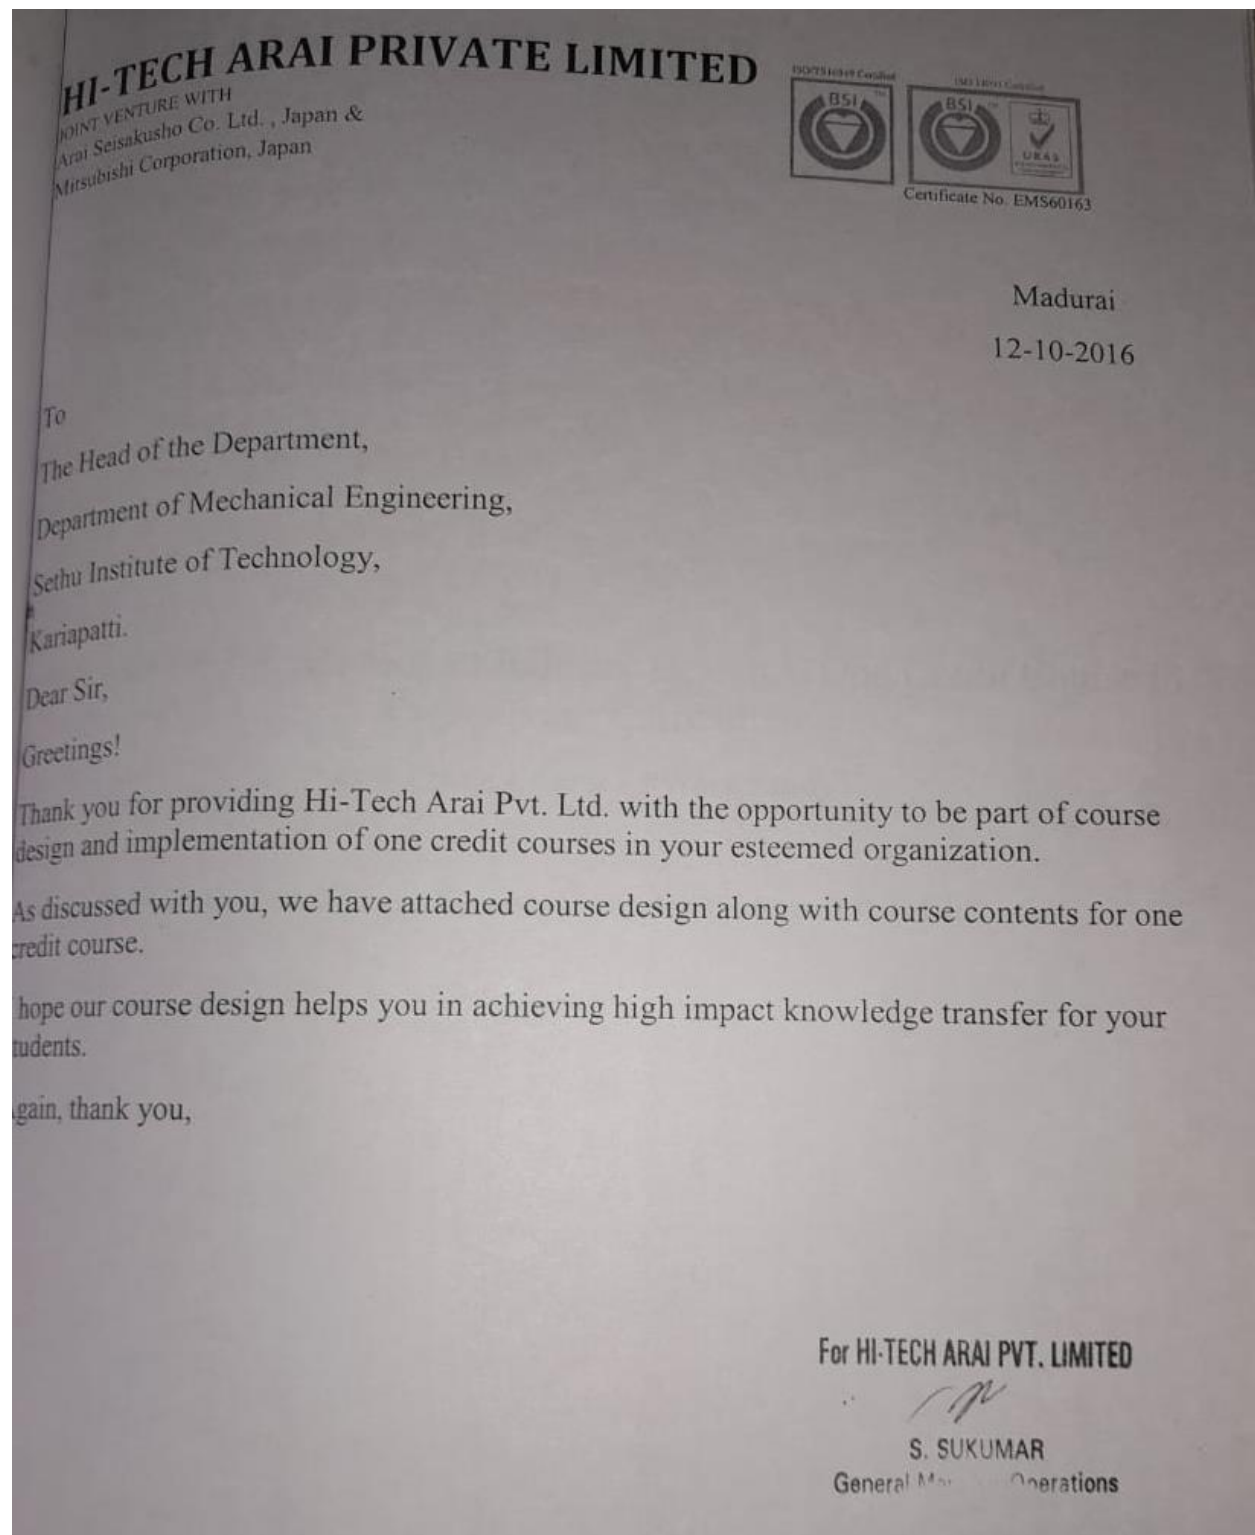 HI-TECH ARAI PRIVATE LIMITED
JOINT VENTURE WITH
Arai Seisakusho Co. Ltd. , Japan &
Mitsubishi Corporation, Japan
ISO/TS16949 Certified
Certified
BSI
BSI
UKAS
Certificate No. EMS60163
Madurai
12-10-2016
To
The Head of the Department,
Department of Mechanical Engineering,
Sethu Institute of Technology,
Kariapatti.
Dear Sir,
Greetings!
Thank you for providing Hi-Tech Arai Pvt. Ltd. with the opportunity to be part of course
design and implementation of one credit courses in your esteemed organization.
As discussed with you, we have attached course design along with course contents for one
credit course.
hope our course design helps you in achieving high impact knowledge transfer for your
tudents.
gain, thank you,
For HI-TECH ARAI PVT. LIMITED
S. SUKUMAR
General Operations